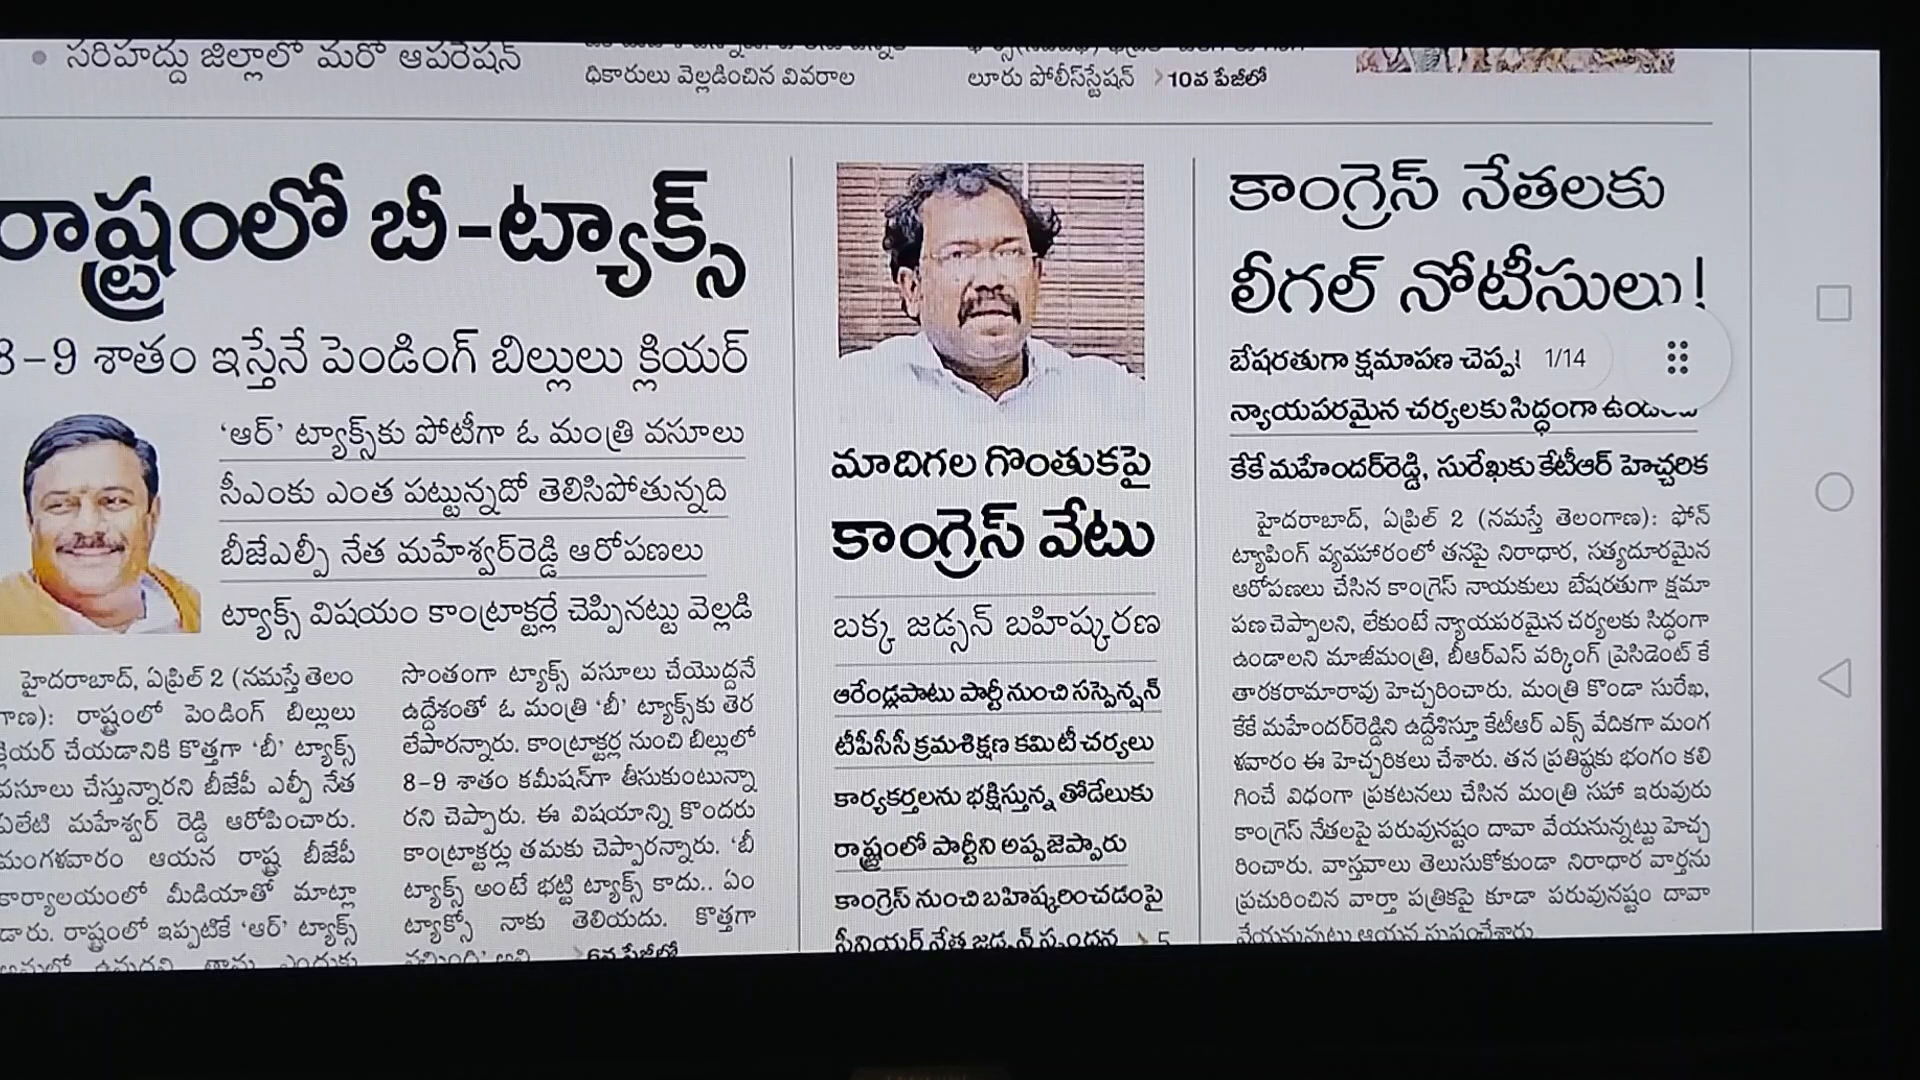 సరిహద్దు జిల్లాలో మరో ఆపరేషన్
ధికారులు వెల్లడించిన వివరాల
లూరు పోలీస్‌స్టేషన్ 10వ పేజీలో
రాష్ట్రంలో బీ-ట్యాక్స్
8-9 శాతం ఇస్తేనే పెండింగ్ బిల్లులు క్లియర్
‘ఆర్’ ట్యాక్స్‌కు పోటీగా ఓ మంత్రి వసూలు
సీఎంకు ఎంత పట్టున్నదో తెలిసిపోతున్నది
బీజేఎల్పీ నేత మహేశ్వర్‌రెడ్డి ఆరోపణలు
ట్యాక్స్ విషయం కాంట్రాక్టర్లే చెప్పినట్టు వెల్లడి
హైదరాబాద్, ఏప్రిల్ 2 (నమస్తే తెలం
గాణ): రాష్ట్రంలో పెండింగ్ బిల్లులు
క్లియర్ చేయడానికి కొత్తగా ‘బీ’ ట్యాక్స్
వసూలు చేస్తున్నారని బీజేపీ ఎల్పీ నేత
ఏలేటి మహేశ్వర్ రెడ్డి ఆరోపించారు.
మంగళవారం ఆయన రాష్ట్ర బీజేపీ
కార్యాలయంలో మీడియాతో మాట్లా
డారు. రాష్ట్రంలో ఇప్పటికే ‘ఆర్’ ట్యాక్స్
సొంతంగా ట్యాక్స్ వసూలు చేయొద్దనే
ఉద్దేశంతో ఓ మంత్రి ‘బీ’ ట్యాక్స్‌కు తెర
లేపారన్నారు. కాంట్రాక్టర్ల నుంచి బిల్లులో
8-9 శాతం కమీషన్‌గా తీసుకుంటున్నా
రని చెప్పారు. ఈ విషయాన్ని కొందరు
కాంట్రాక్టర్లు తమకు చెప్పారన్నారు. ‘బీ
ట్యాక్స్ అంటే భట్టి ట్యాక్స్ కాదు.. ఏం
ట్యాక్సో నాకు తెలియదు. కొత్తగా
6వ పేజీలో
మాదిగల గొంతుకపై
కాంగ్రెస్ వేటు
బక్క జడ్సన్ బహిష్కరణ
ఆరేండ్లపాటు పార్టీ నుంచి సస్పెన్షన్
టీపీసీసీ క్రమశిక్షణ కమిటీ చర్యలు
కార్యకర్తలను భక్షిస్తున్న తోడేలుకు
రాష్ట్రంలో పార్టీని అప్పజెప్పారు
కాంగ్రెస్ నుంచి బహిష్కరించడంపై
సీనియర్ నేత జడ్సన్ స్పందన 5
కాంగ్రెస్ నేతలకు
లీగల్ నోటీసులు!
బేషరతుగా క్షమాపణ చెప్ప! 1/14
న్యాయపరమైన చర్యలకు సిద్ధంగా
కేకే మహేందర్‌రెడ్డి, సురేఖకు కేటీఆర్ హెచ్చరిక
హైదరాబాద్, ఏప్రిల్ 2 (నమస్తే తెలంగాణ): ఫోన్
ట్యాపింగ్ వ్యవహారంలో తనపై నిరాధార, సత్యదూరమైన
ఆరోపణలు చేసిన కాంగ్రెస్ నాయకులు బేషరతుగా క్షమా
పణ చెప్పాలని, లేకుంటే న్యాయపరమైన చర్యలకు సిద్ధంగా
ఉండాలని మాజీమంత్రి, బీఆర్ఎస్ వర్కింగ్ ప్రెసిడెంట్ కే
తారకరామారావు హెచ్చరించారు. మంత్రి కొండా సురేఖ,
కేకే మహేందర్‌రెడ్డిని ఉద్దేశిస్తూ కేటీఆర్ ఎక్స్ వేదికగా మంగ
ళవారం ఈ హెచ్చరికలు చేశారు. తన ప్రతిష్ఠకు భంగం కలి
గించే విధంగా ప్రకటనలు చేసిన మంత్రి సహా ఇరువురు
కాంగ్రెస్ నేతలపై పరువునష్టం దావా వేయనున్నట్టు హెచ్చ
రించారు. వాస్తవాలు తెలుసుకోకుండా నిరాధార వార్తను
ప్రచురించిన వార్తా పత్రికపై కూడా పరువునష్టం దావా